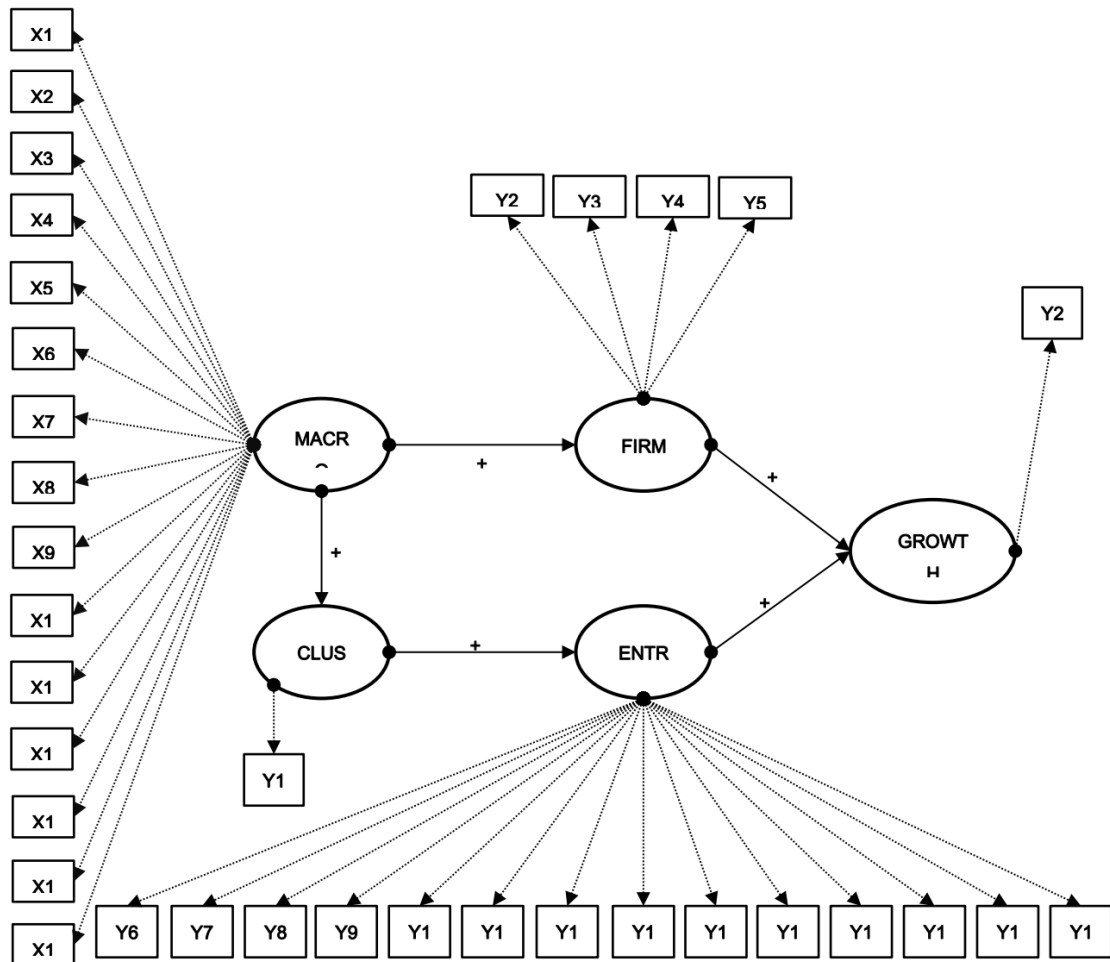 X1
X2
X3
X4
X5
X6
X7
X8
X9
X1
X1
X1
X1
X1
X1
Y2
Y3
Y4
Y5
Y2
MACR
FIRM
+
+
+
GROWT
H
CLUS
+
ENTR
+
Y1
Y6
Y7
Y8
Y9
Y1
Y1
Y1
Y1
Y1
Y1
Y1
Y1
Y1
Y1